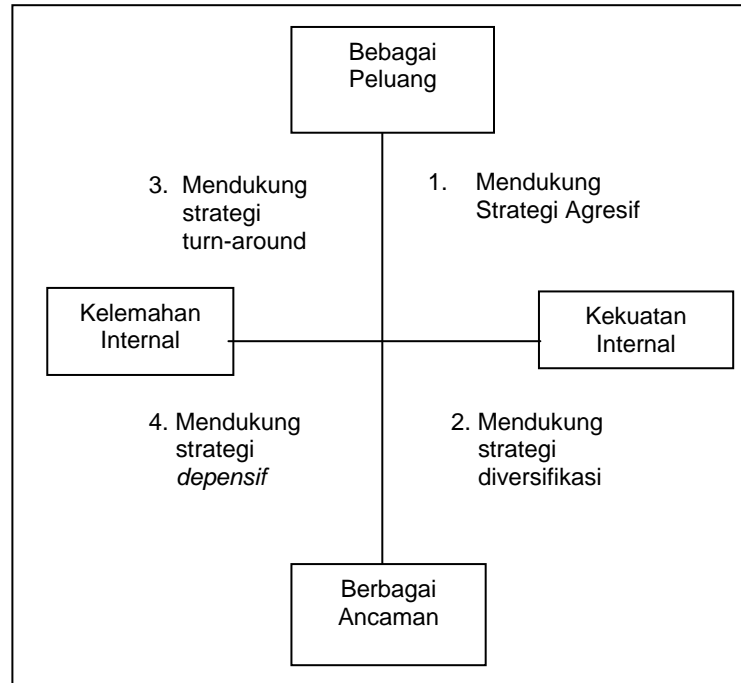 Bebagai
Peluang
3. Mendukung
strategi
turn-around
1. Mendukung
Strategi Agresif
Kelemahan
Internal
Kekuatan
Internal
4. Mendukung
strategi
depensif
2. Mendukung
strategi
diversifikasi
Berbagai
Ancaman